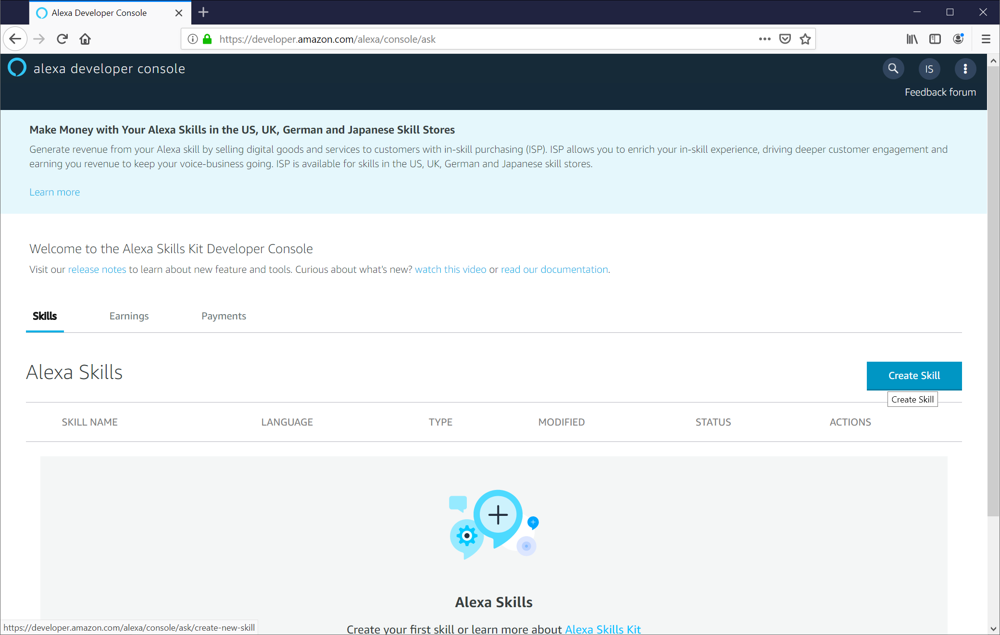 Alexa Developer Console
https://developer.amazon.com/alexa/console/ask
alexa developer console
IS
Feedback forum
Make Money with Your Alexa Skills in the US, UK, German and Japanese Skill Stores
Generate revenue from your Alexa skill by selling digital goods and services to customers with in-skill purchasing (ISP). ISP allows you to enrich your in-skill experience, driving deeper customer engagement and
earning you revenue to keep your voice-business going. ISP is available for skills in the US, UK, German and Japanese skill stores.
Learn more
Welcome to the Alexa Skills Kit Developer Console
Visit our release notes to learn about new feature and tools. Curious about what's new? watch this video or read our documentation.
Skills Earnings Payments
Alexa Skills
Create Skill
Create Skill
SKILL NAME LANGUAGE TYPE MODIFIED STATUS ACTIONS
Alexa Skills
Create your first skill or learn more about Alexa Skills Kit
https://developer.amazon.com/alexa/console/ask/create-new-skill